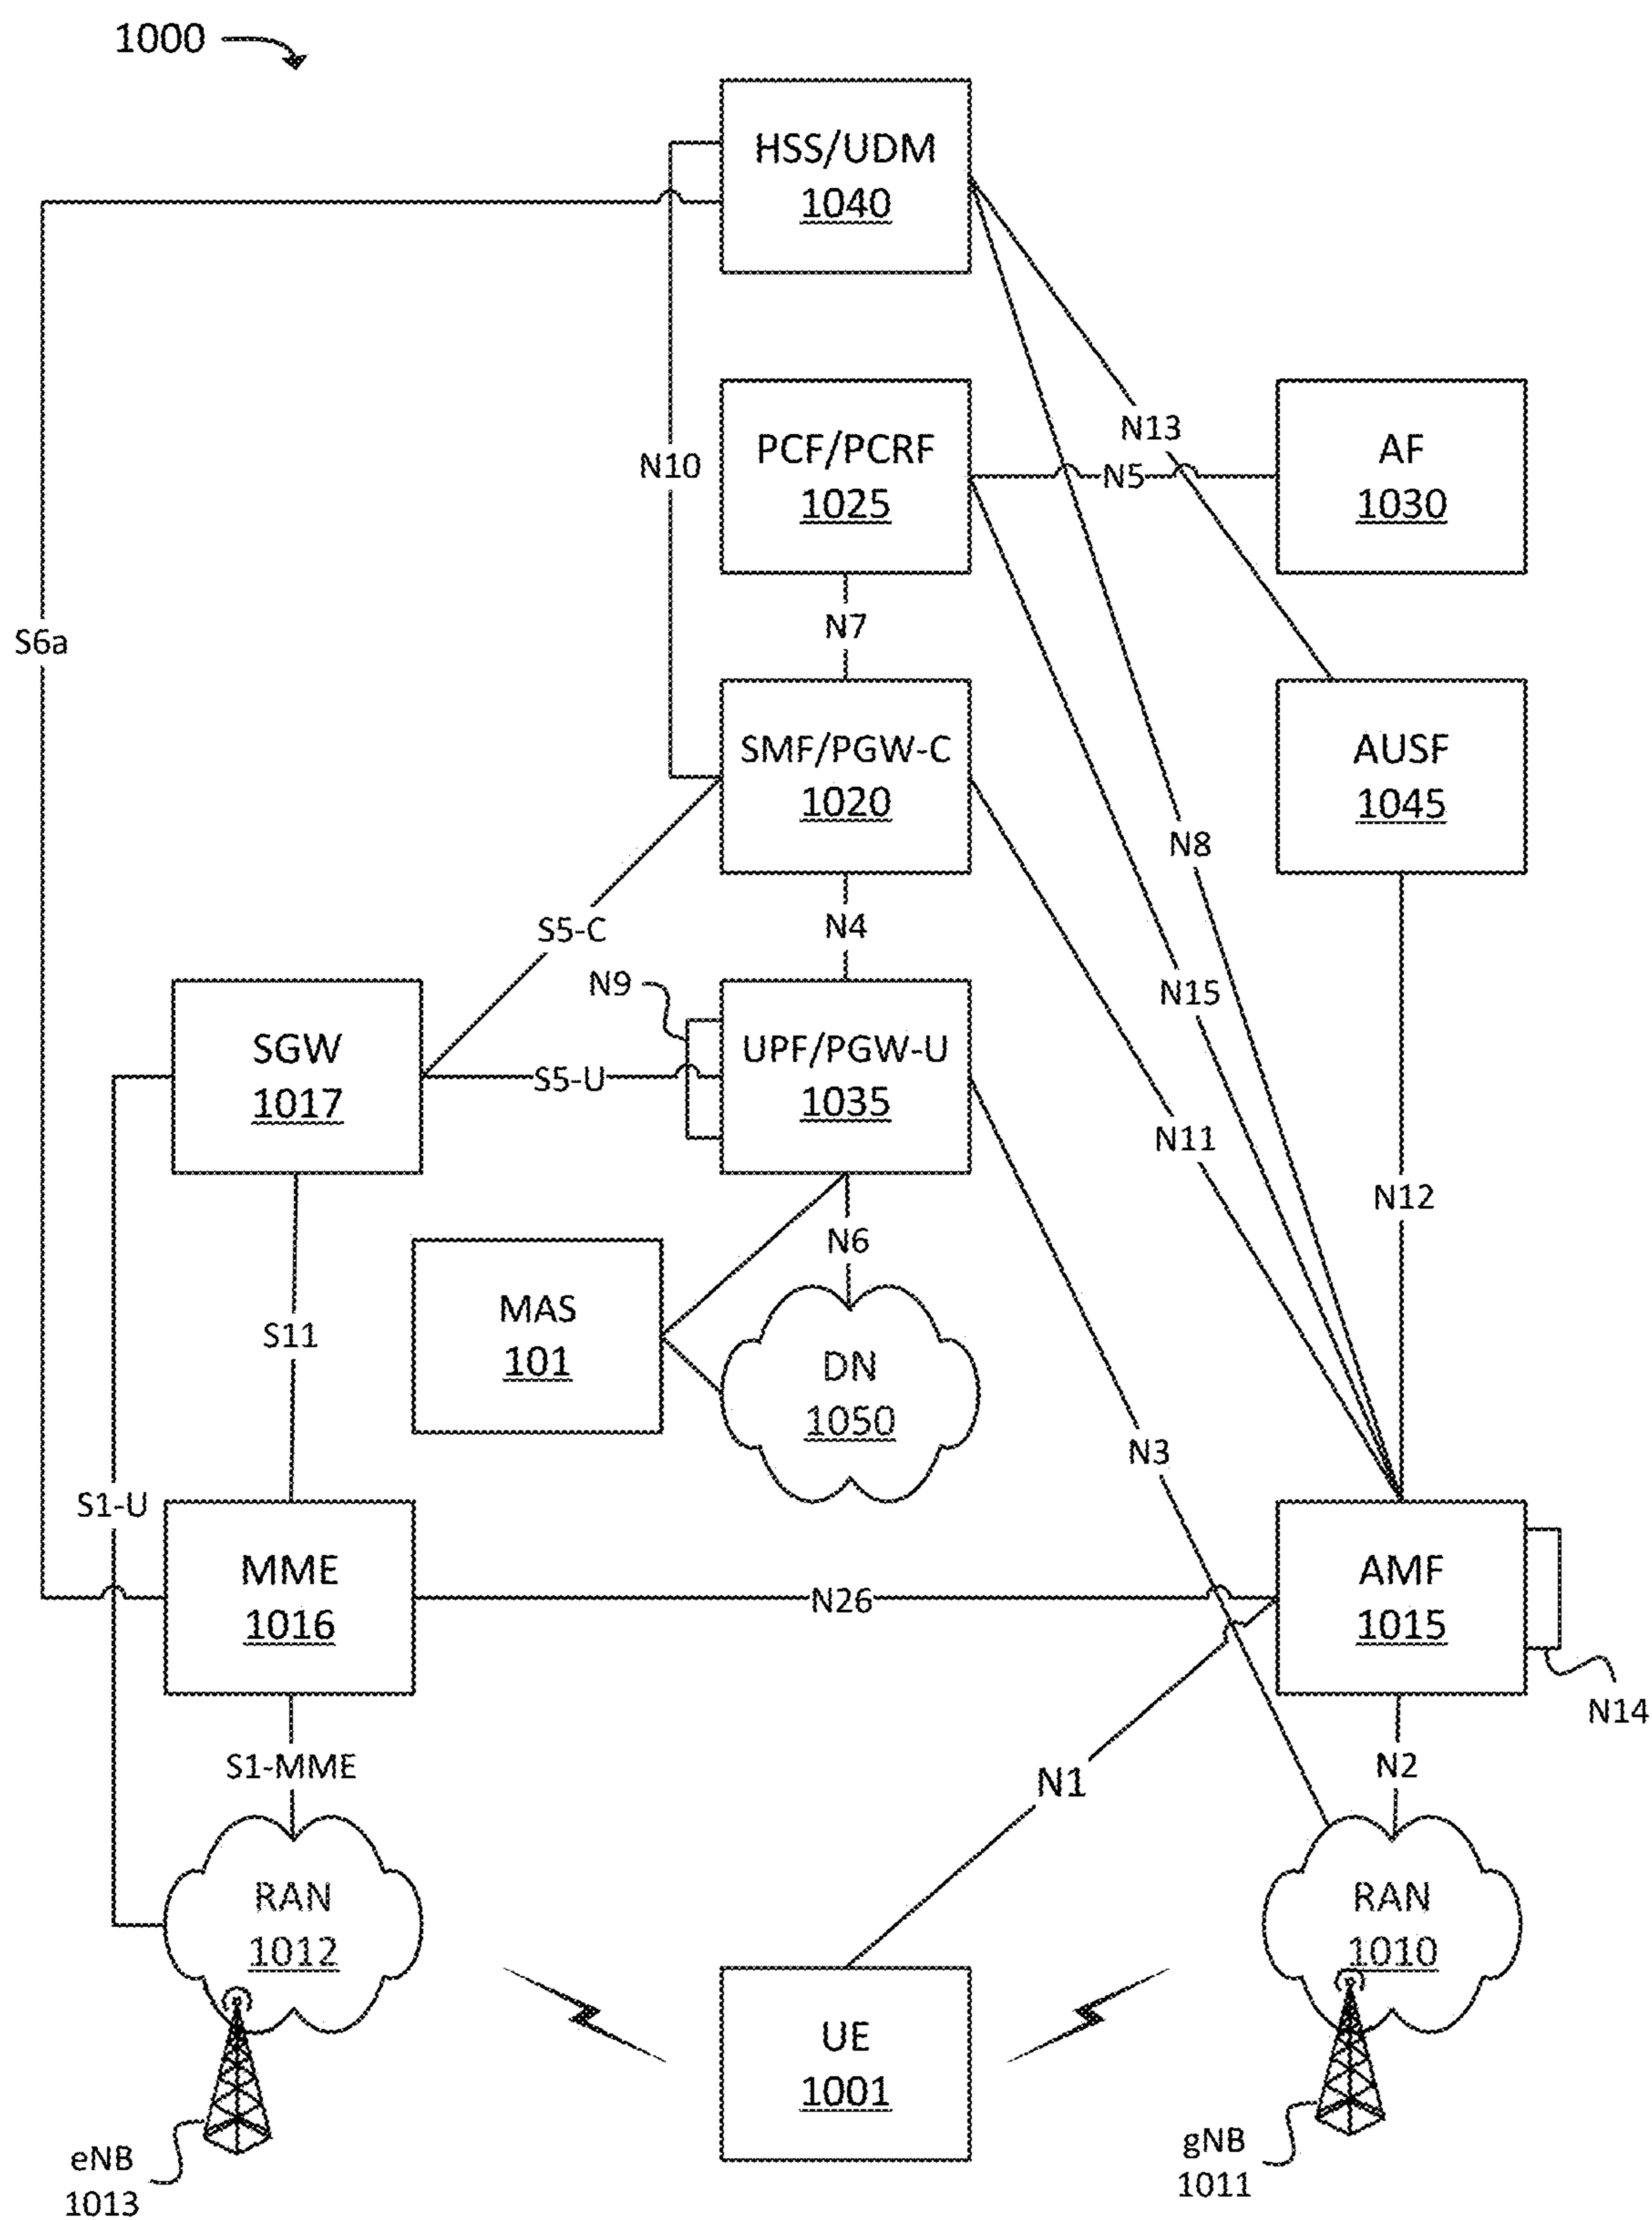 1000
HSS/UDM
1040
N13
PCF/PCRF
1025
N5
AF
1030
N10
N7
S6a
SMF/PGW-C
1020
AUSF
1045
N8
S5-C
N4
N9
N15
SGW
1017
S5-U
UPF/PGW-U
1035
N11
N12
N6
MAS
101
S11
DN
1050
N3
S1-U
MME
1016
N26
AMF
1015
N14
S1-MME
N1
N2
RAN
1012
RAN
1010
UE
1001
eNB
1013
gNB
1011